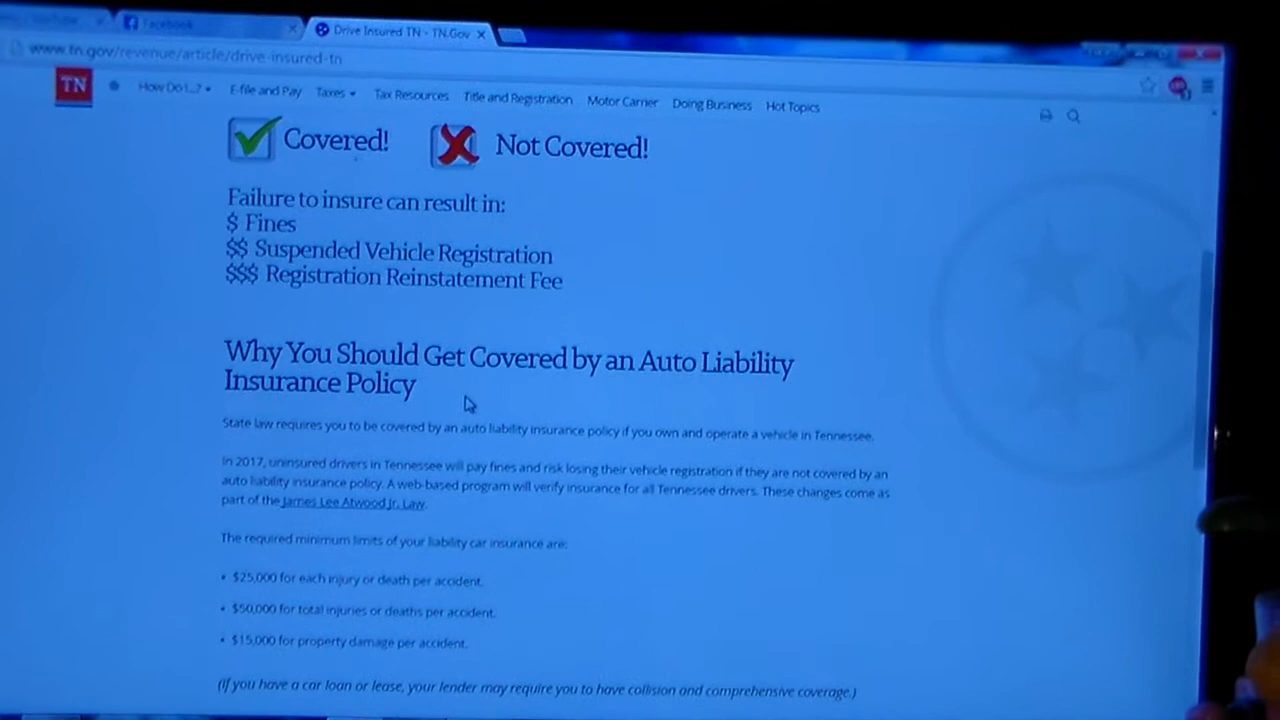 Facebook
Drive Insured TN - TN.Gov
www.tn.gov/revenue/article/drive-insured-tn
TN
How Do I...? E-file and Pay Taxes Tax Resources Title and Registration Motor Carrier Doing Business Hot Topics
Covered! Not Covered!
Failure to insure can result in:
$ Fines
$$ Suspended Vehicle Registration
$$$ Registration Reinstatement Fee
Why You Should Get Covered by an Auto Liability
Insurance Policy
State law requires you to be covered by an auto liability insurance policy if you own and operate a vehicle in Tennessee.
In 2017, uninsured drivers in Tennessee will pay fines and risk losing their vehicle registration if they are not covered by an
auto liability insurance policy. A web-based program will verify insurance for all Tennessee drivers. These changes come as
part of the James Lee Atwood Jr. Law.
The required minimum limits of your liability car insurance are:
• $25,000 for each injury or death per accident.
• $50,000 for total injuries or deaths per accident.
• $15,000 for property damage per accident.
(If you have a car loan or lease, your lender may require you to have collision and comprehensive coverage.)